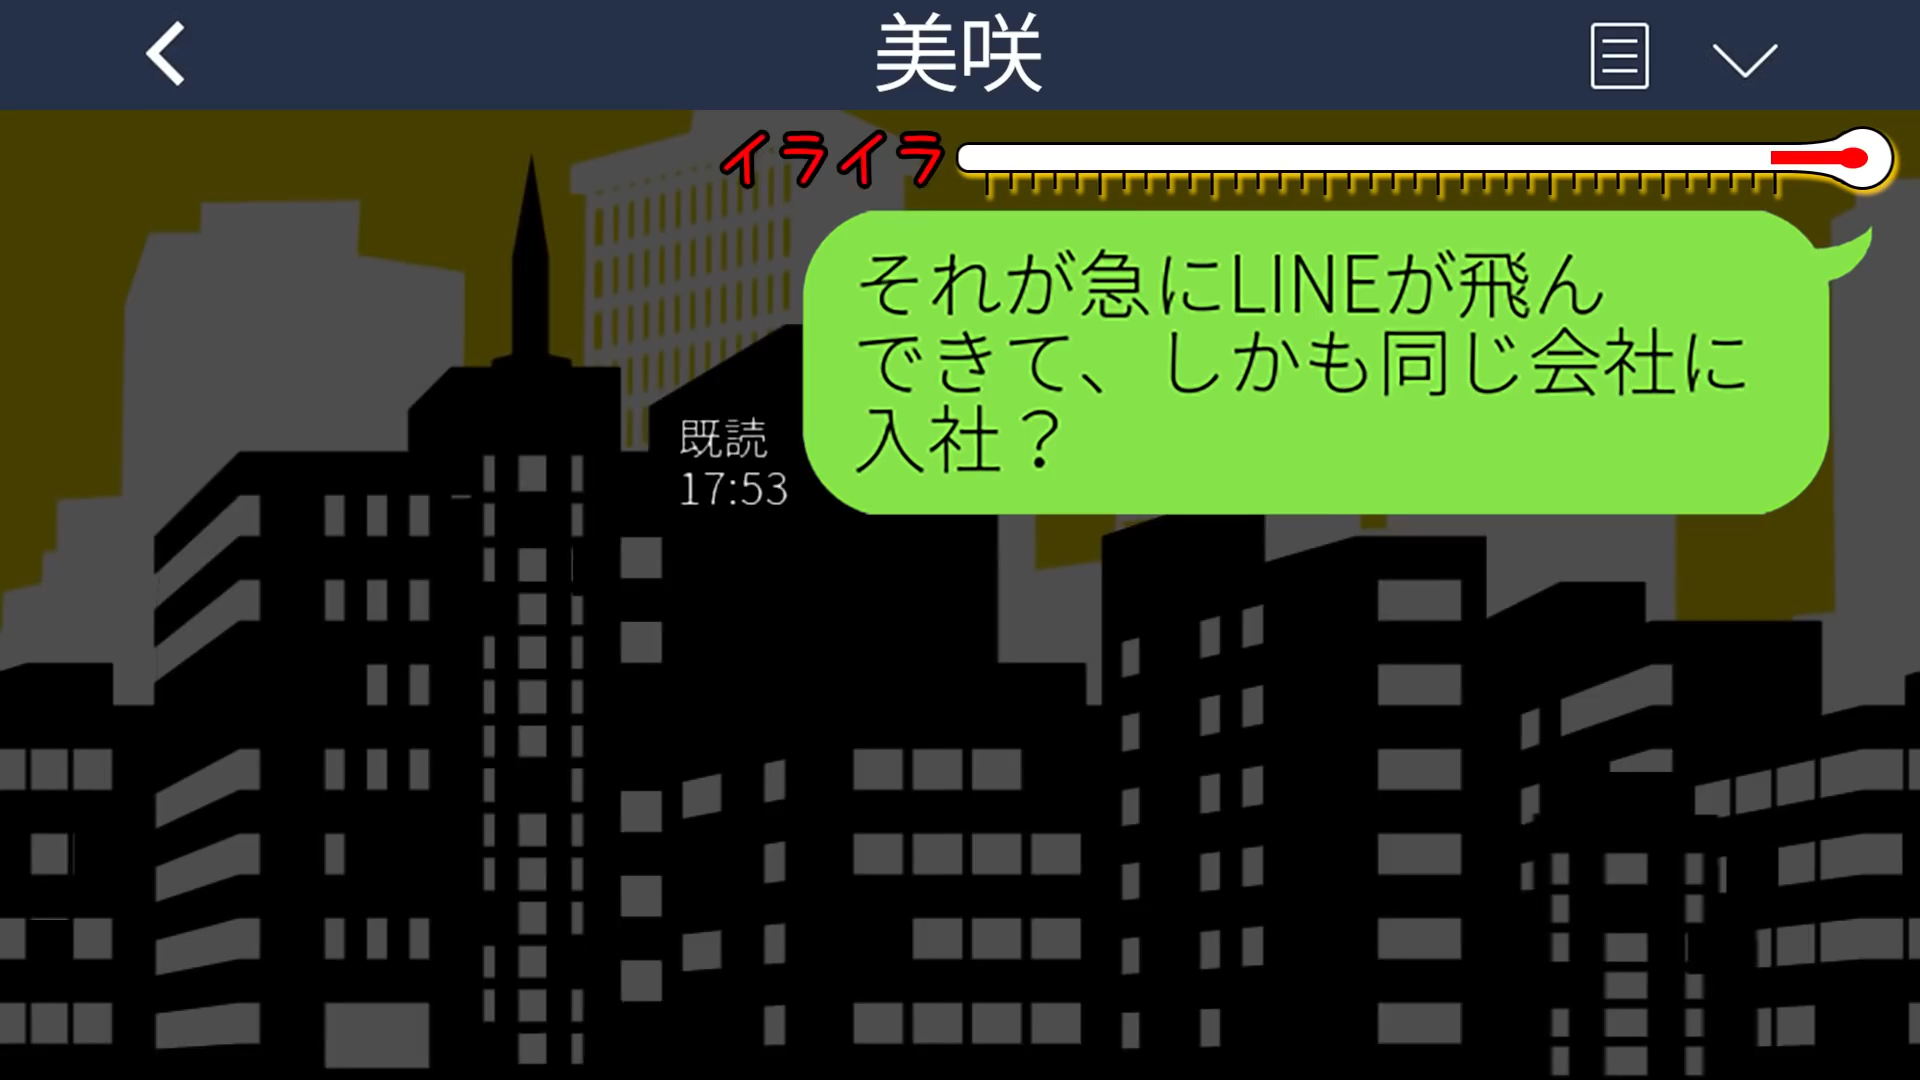 美咲
イライラ
それが急にLINEが飛ん
できて、しかも同じ会社に
入社？
既読
17:53